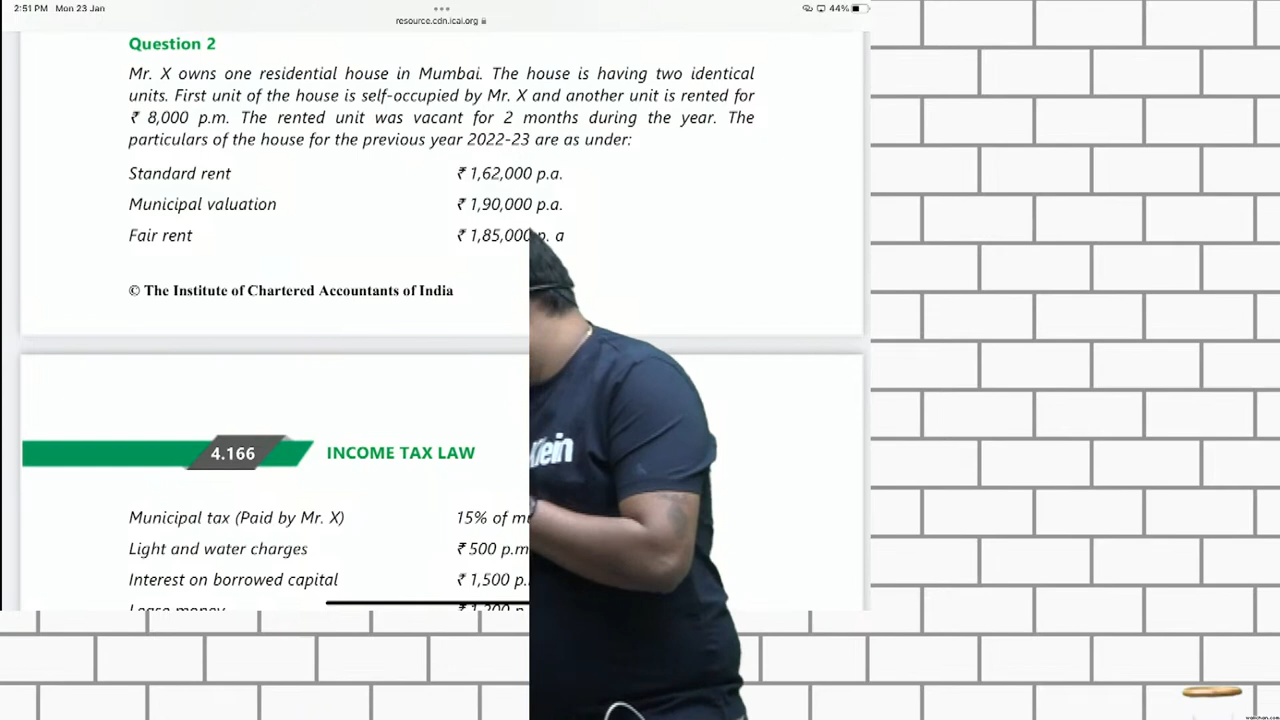 2:51 PM Mon 23 Jan
44%
resource.cdn.icai.org
Question 2
Mr. X owns one residential house in Mumbai. The house is having two identical
units. First unit of the house is self-occupied by Mr. X and another unit is rented for
₹ 8,000 p.m. The rented unit was vacant for 2 months during the year. The
particulars of the house for the previous year 2022-23 are as under:
Standard rent ₹ 1,62,000 p.a.
Municipal valuation ₹ 1,90,000 p.a.
Fair rent ₹ 1,85,000 p. a
© The Institute of Chartered Accountants of India
4.166 INCOME TAX LAW
Municipal tax (Paid by Mr. X) 15% of
Light and water charges ₹ 500 p.m
Interest on borrowed capital ₹ 1,500 p.
Lease money ₹ 1,200
lein